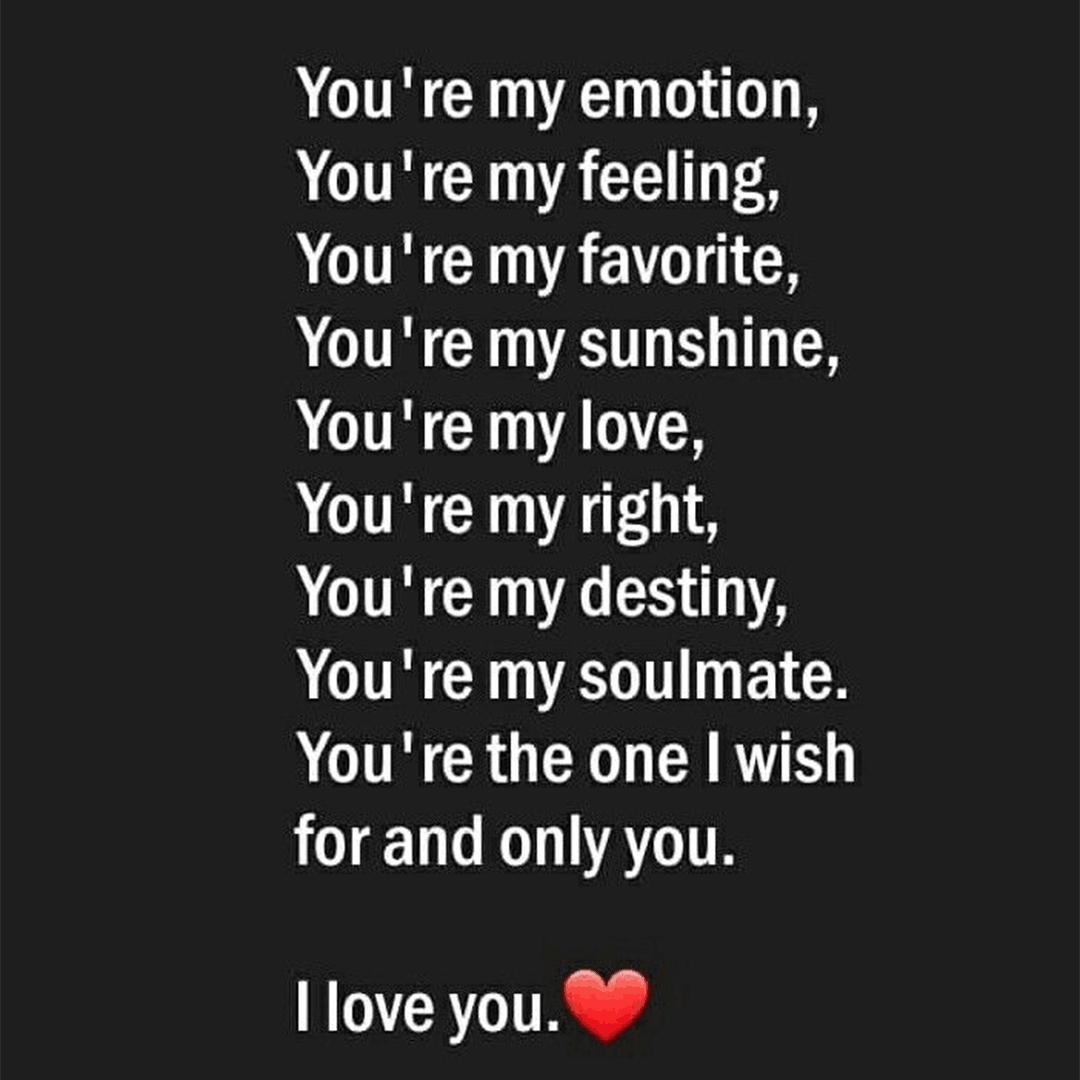 You're my emotion,
You're my feeling,
You're my favorite,
You're my sunshine,
You're my love,
You're my right,
You're my destiny,
You're my soulmate.
You're the one I wish
for and only you.
I love you.❤️